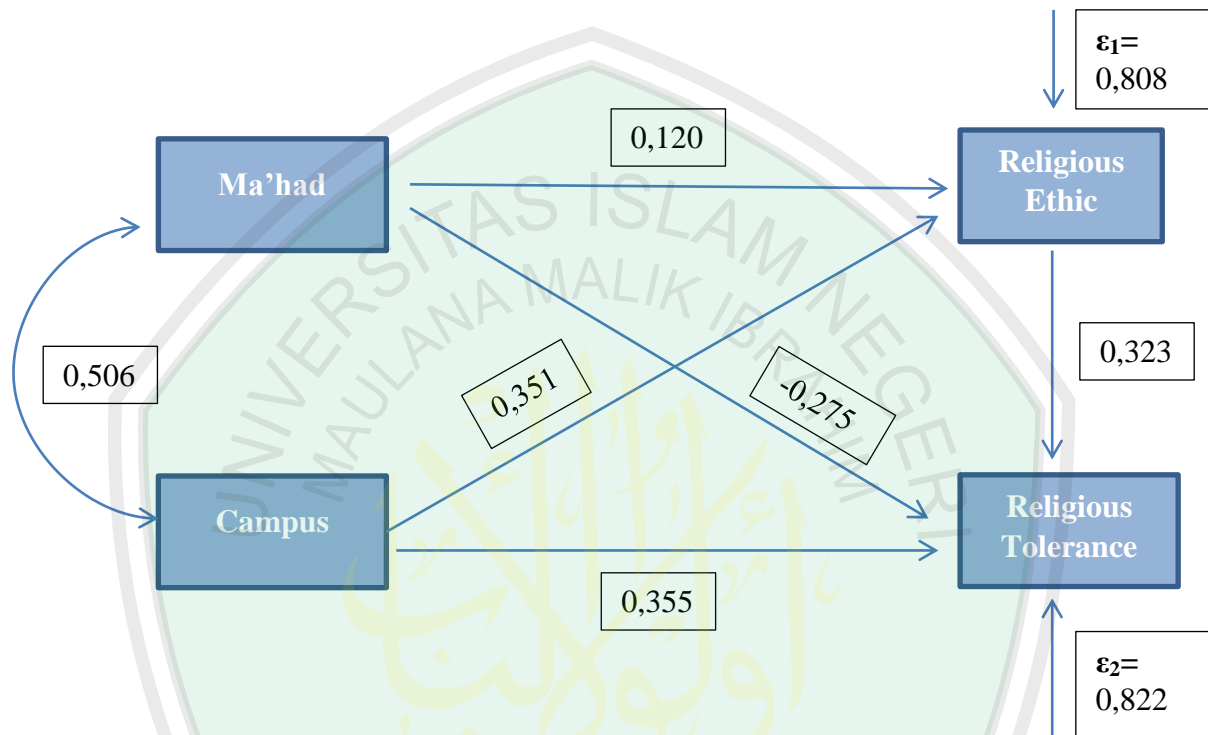 ε1=
0,808
0,120
Ma’had
Religious
Ethic
0,506
0,351
-0,275
0,323
Campus
Religious
Tolerance
0,355
ε2=
0,822
UNIVERSITAS ISLAM NEGERI
MAULANA MALIK IBRAHIM